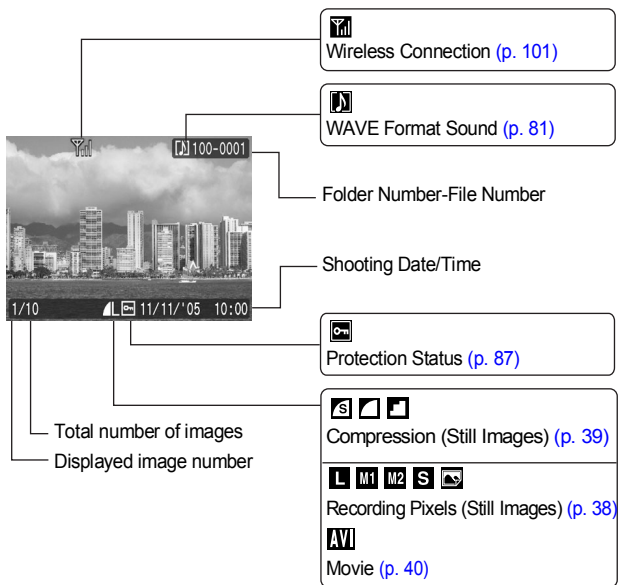 Wireless Connection (p. 101)
WAVE Format Sound (p. 81)
100-0001
Folder Number-File Number
Shooting Date/Time
1/10 L 11/11/'05 10:00
Protection Status (p. 87)
S
Compression (Still Images) (p. 39)
Total number of images
Displayed image number
L M1 M2 S
Recording Pixels (Still Images) (p. 38)
AVI
Movie (p. 40)